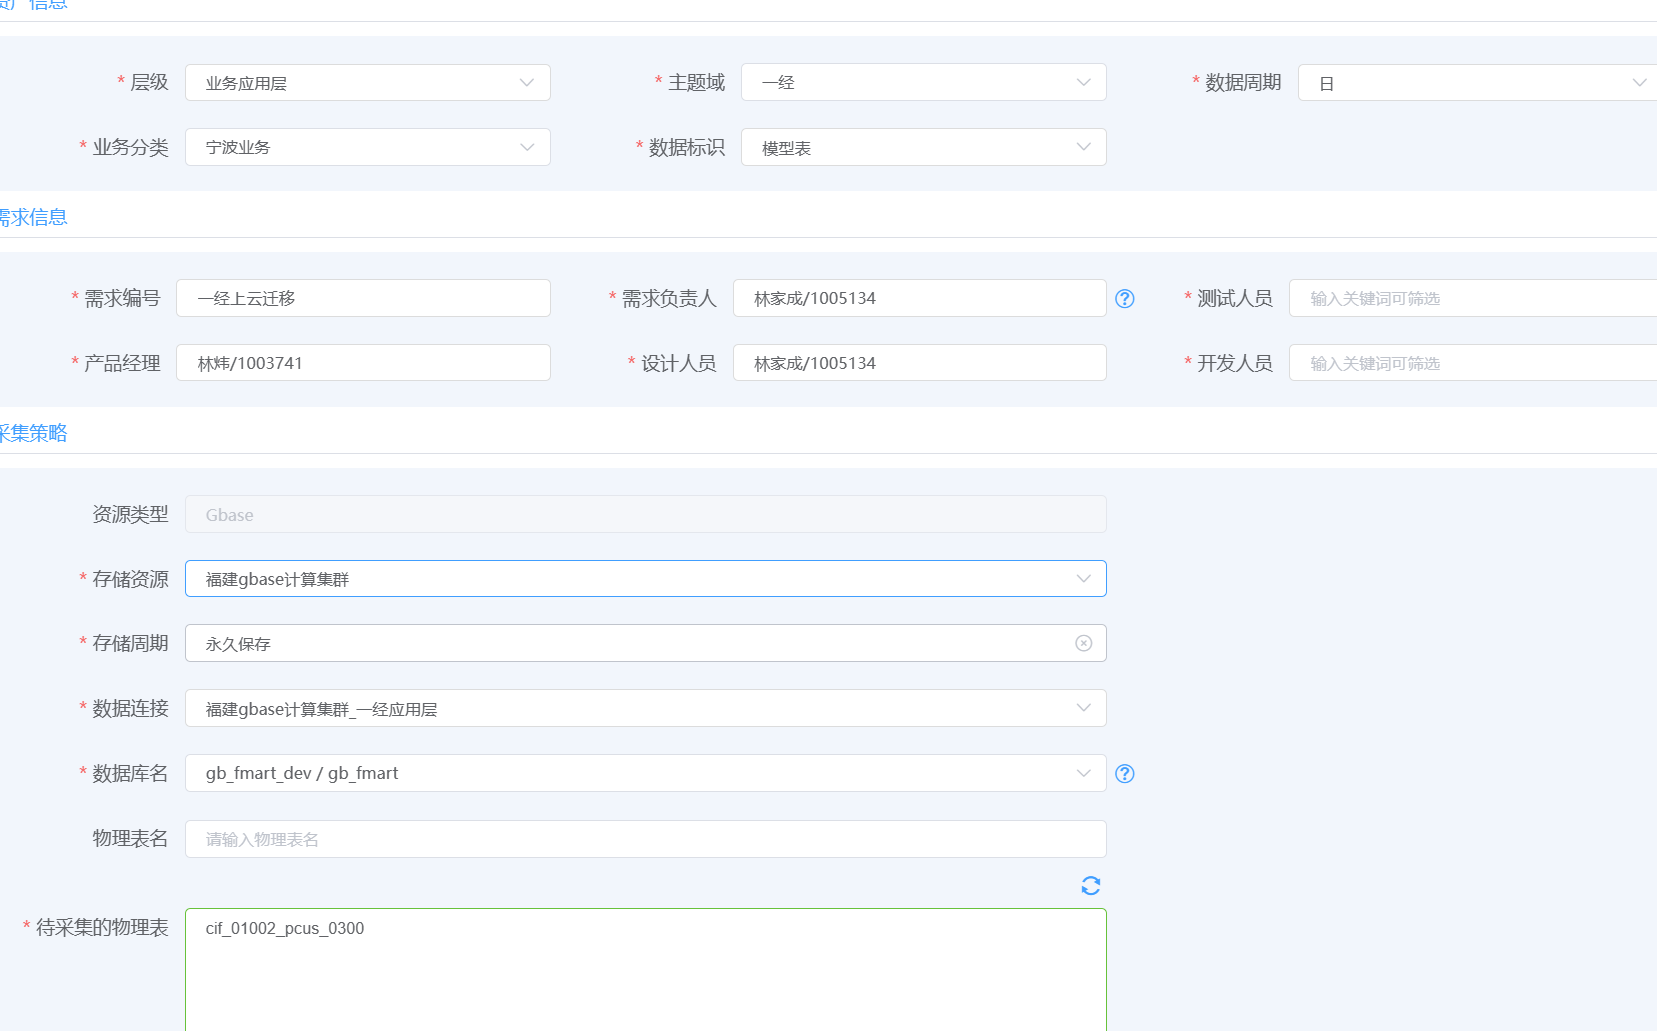 资产信息
* 层级 业务应用层 * 主题域 一经 * 数据周期 日
* 业务分类 宁波业务 * 数据标识 模型表
需求信息
* 需求编号 一经上云迁移 * 需求负责人 林家成/1005134 * 测试人员 输入关键词可筛选
* 产品经理 林炜/1003741 * 设计人员 林家成/1005134 * 开发人员 输入关键词可筛选
采集策略
资源类型 Gbase
* 存储资源 福建gbase计算集群
* 存储周期 永久保存
* 数据连接 福建gbase计算集群_一经应用层
* 数据库名 gb_fmart_dev / gb_fmart
物理表名 请输入物理表名
* 待采集的物理表 cif_01002_pcus_0300